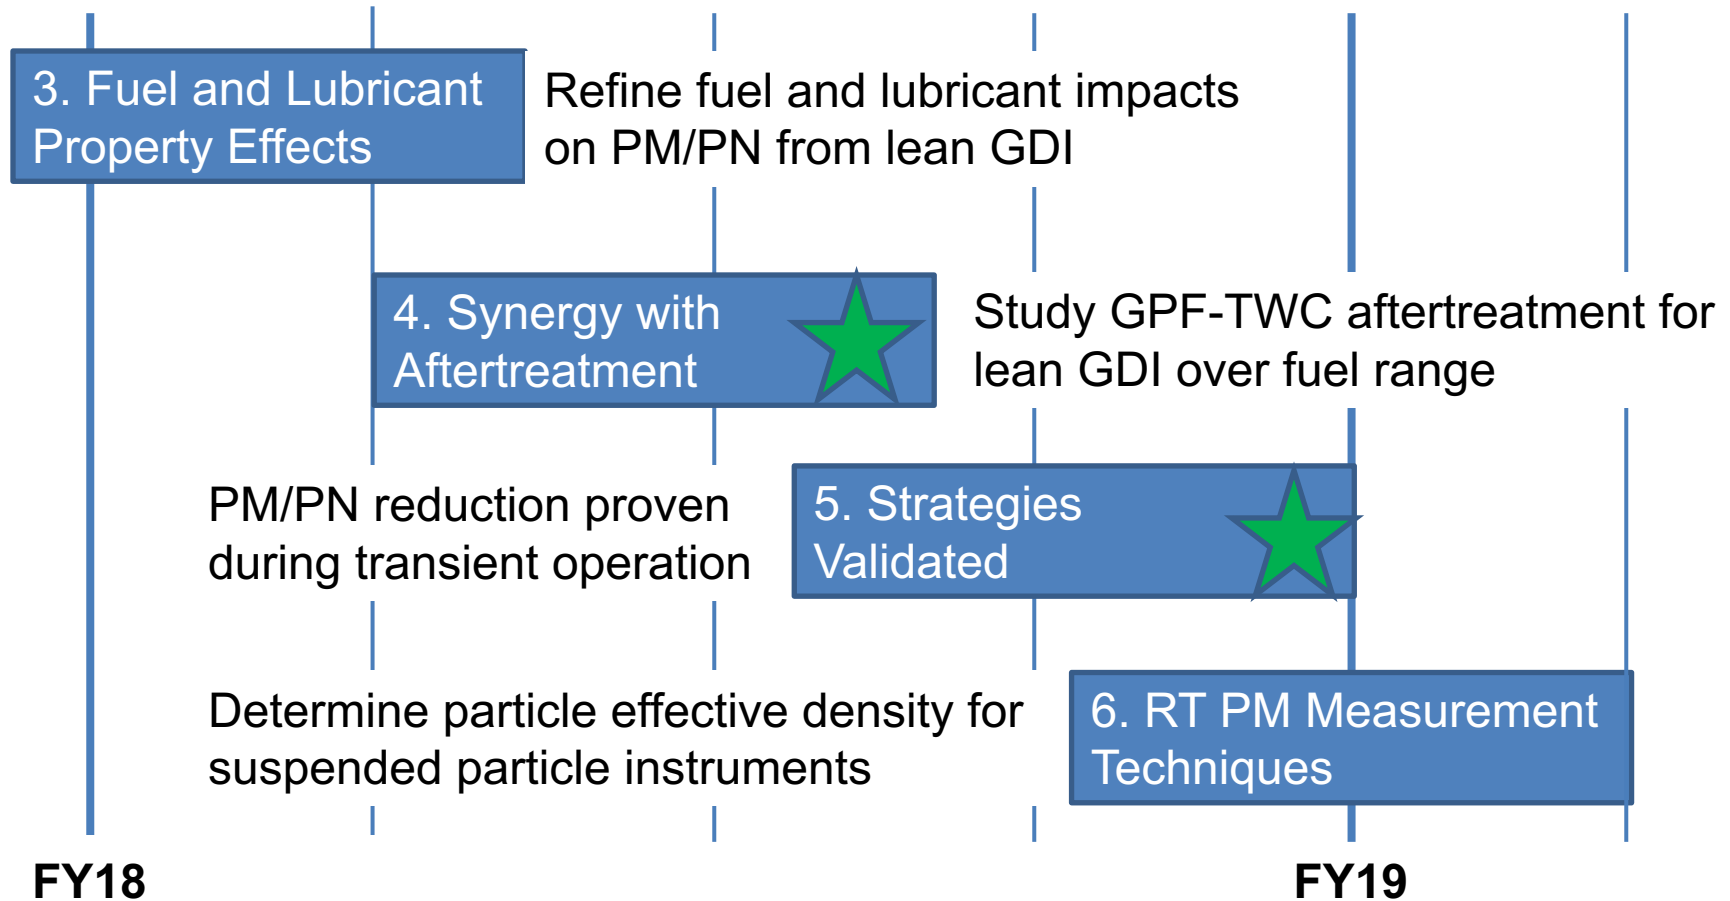 3. Fuel and Lubricant
Property Effects
Refine fuel and lubricant impacts
on PM/PN from lean GDI
4. Synergy with
Aftertreatment
Study GPF-TWC aftertreatment for
lean GDI over fuel range
PM/PN reduction proven
during transient operation
5. Strategies
Validated
Determine particle effective density for
suspended particle instruments
6. RT PM Measurement
Techniques
FY18
FY19